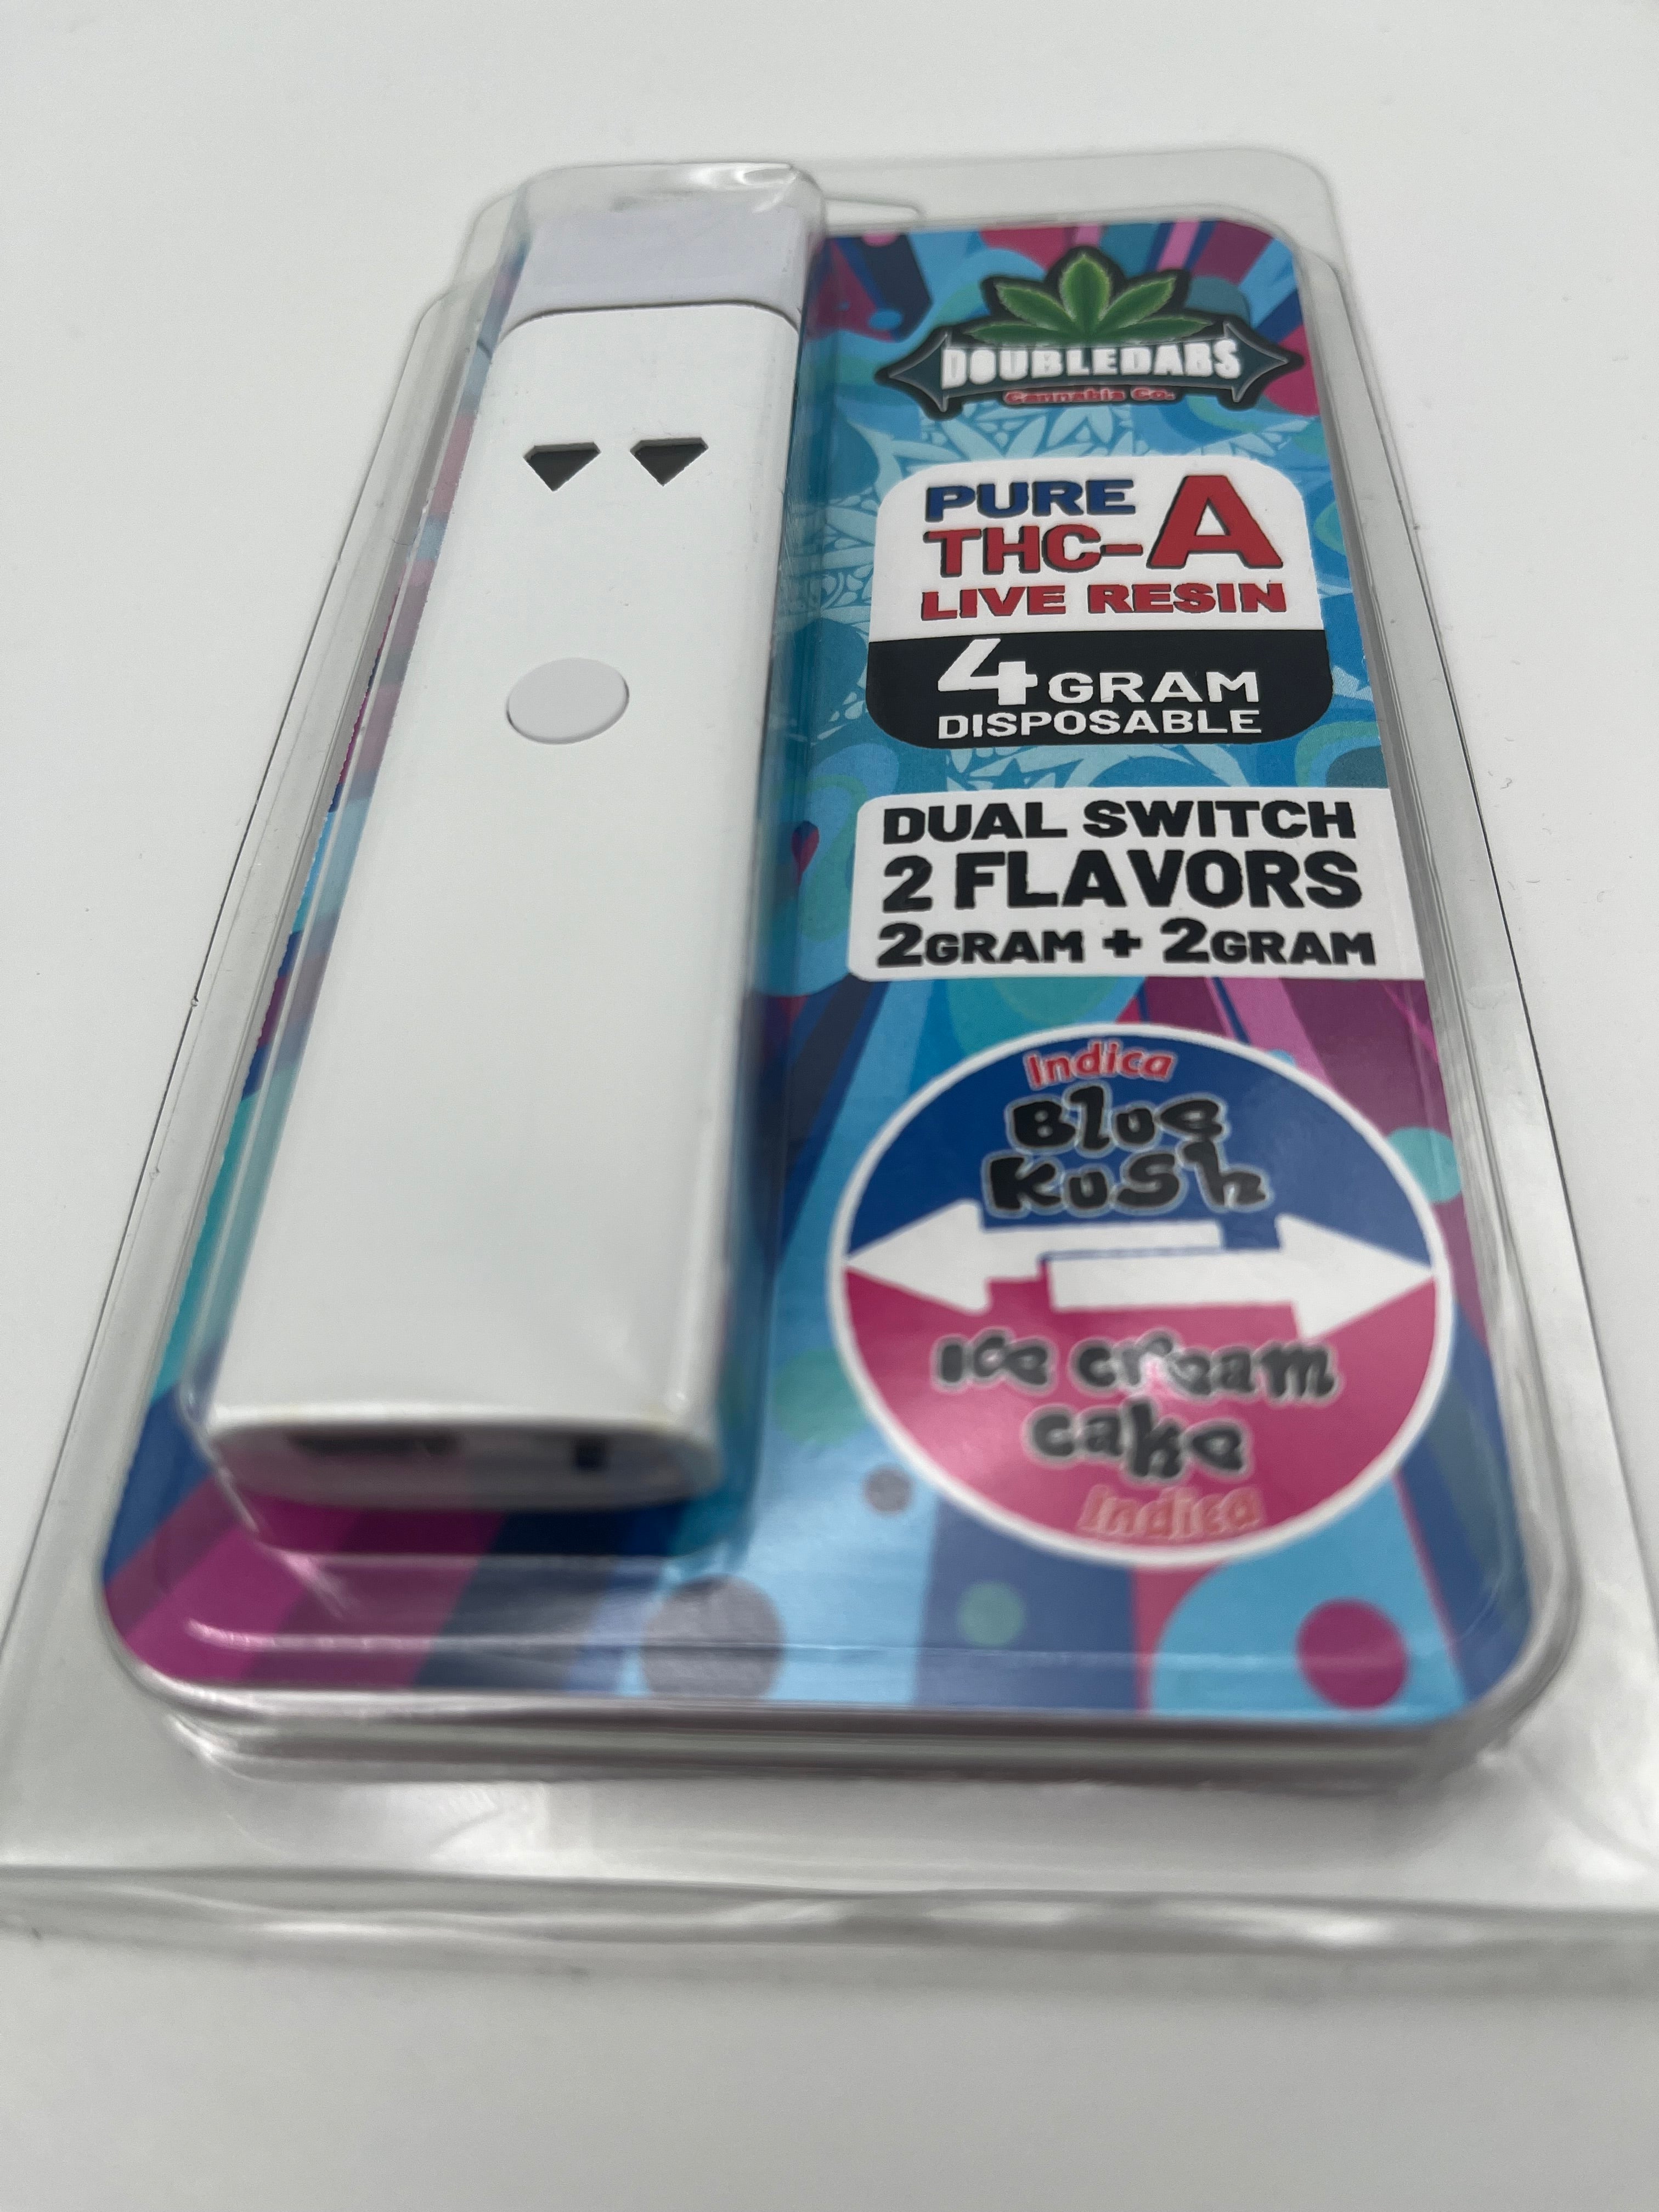 DOUBLEDABS
Cannabis Co.
PURE
THC-A
LIVE RESIN
4 GRAM
DISPOSABLE
DUAL SWITCH
2 FLAVORS
2GRAM + 2GRAM
Indica
Blue
Kush
Ice cream
cake
Indica